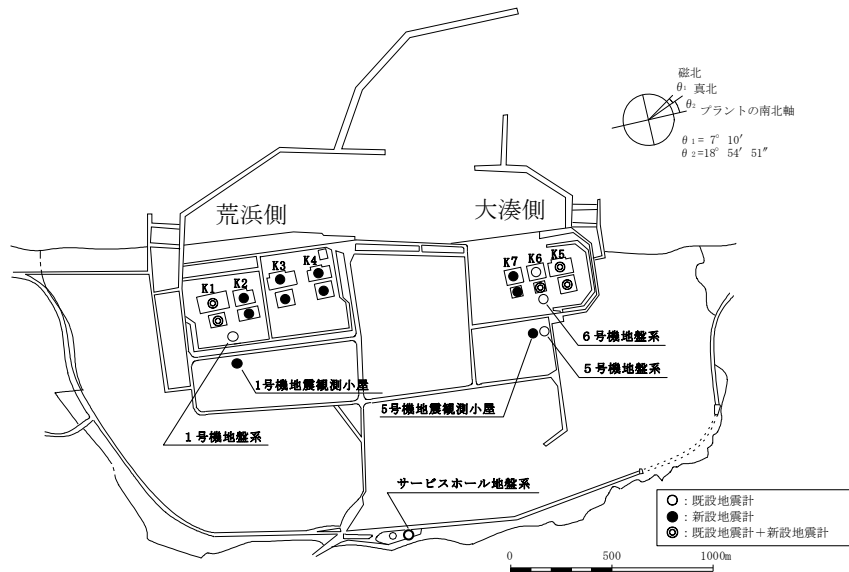 磁北
θ₁ 真北
θ₂ プラントの南北軸
θ₁= 7° 10′
θ₂=18° 54′ 51″
荒浜側
大湊側
K1
K2
K3
K4
K7
K6
K5
6号機地盤系
5号機地盤系
1号機地震観測小屋
5号機地震観測小屋
1号機地盤系
サービスホール地盤系
○ : 既設地震計
● : 新設地震計
◎ : 既設地震計+新設地震計
0 500 1000m